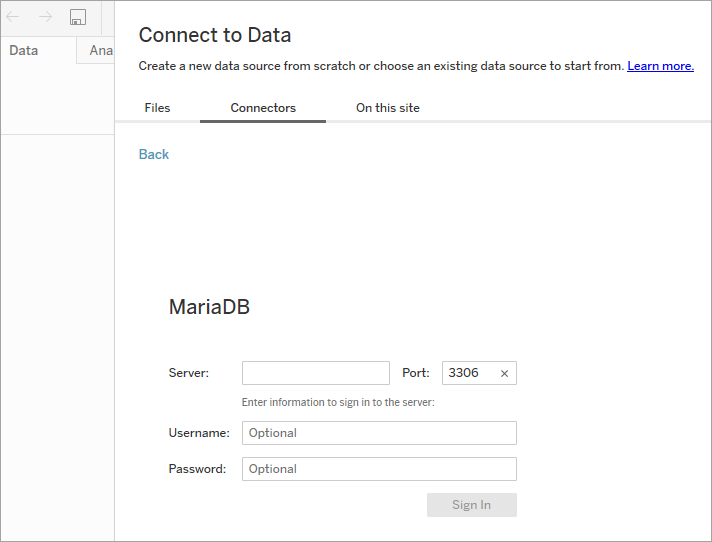 Connect to Data
Create a new data source from scratch or choose an existing data source to start from. Learn more.
Data
Ana
Files
Connectors
On this site
Back
MariaDB
Server:
Port: 3306
Enter information to sign in to the server:
Username: Optional
Password: Optional
Sign In